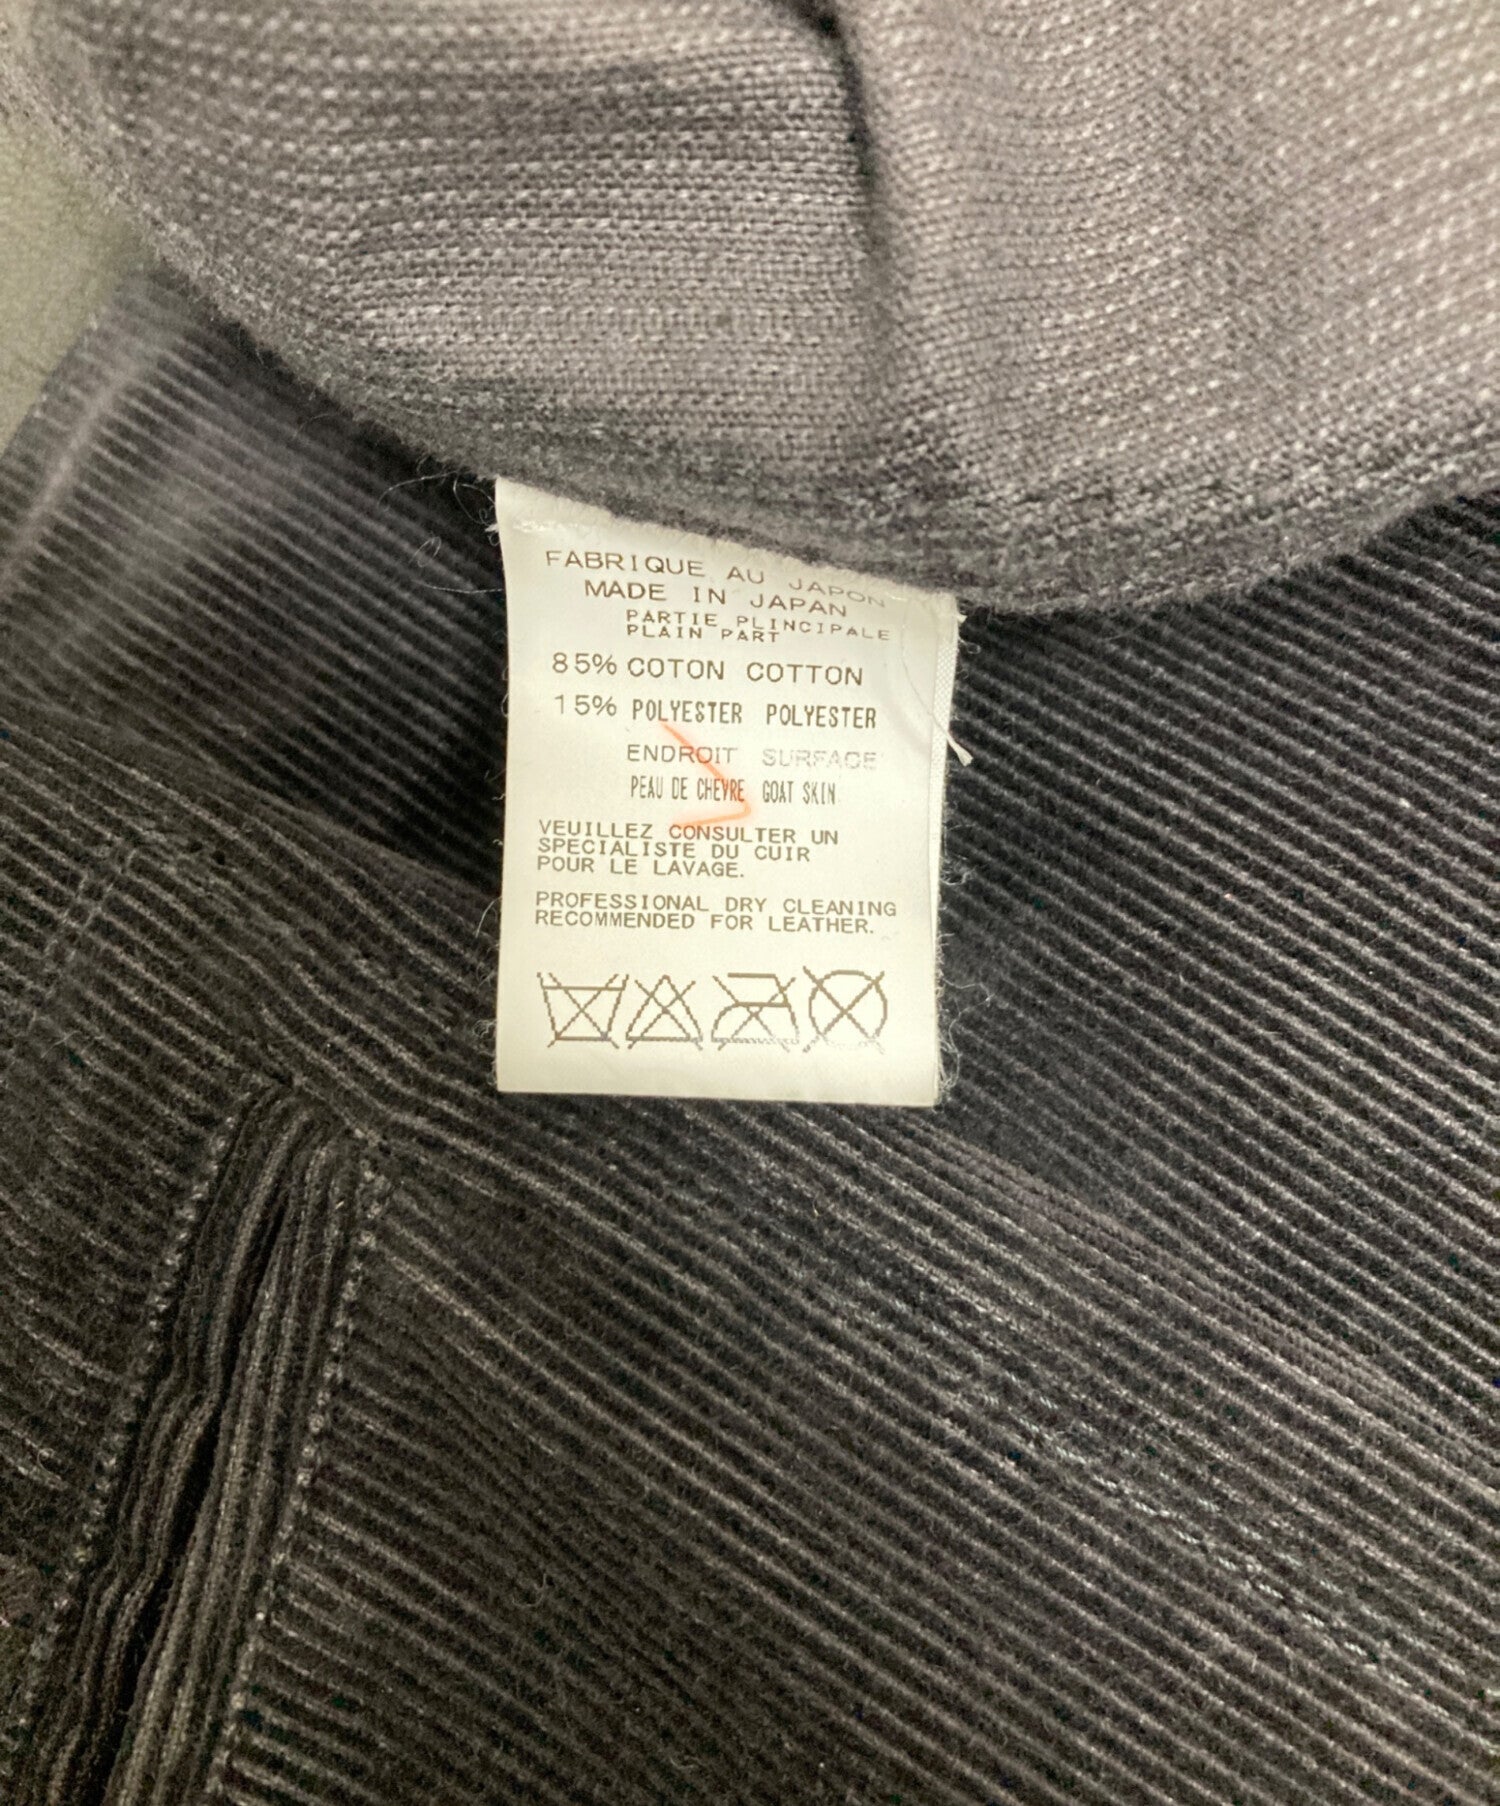 FABRIQUE AU JAPON
MADE IN JAPAN
PARTIE PLINCIPALE
PLAIN PART
85% COTON COTTON
15% POLYESTER POLYESTER
ENDROIT SURFACE
PEAU DE CHEVRE GOAT SKIN
VEUILLEZ CONSULTER UN
SPECIALISTE DU CUIR
POUR LE LAVAGE.
PROFESSIONAL DRY CLEANING
RECOMMENDED FOR LEATHER.